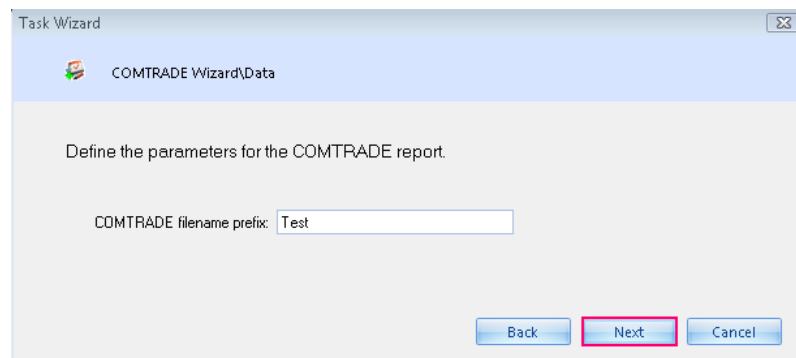 Task Wizard
COMTRADE Wizard\Data
Define the parameters for the COMTRADE report.
COMTRADE filename prefix: Test
Back Next Cancel